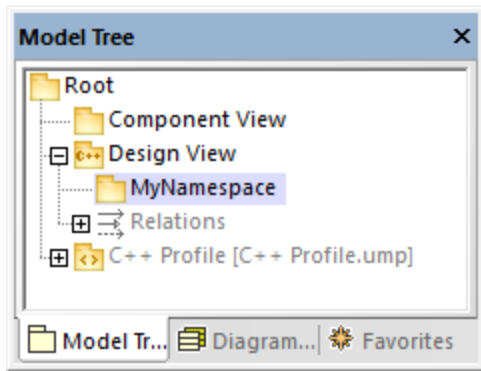 Model Tree
Root
Component View
C++ Design View
MyNamespace
Relations
C++ Profile [C++ Profile.ump]
Model Tr... Diagram... Favorites